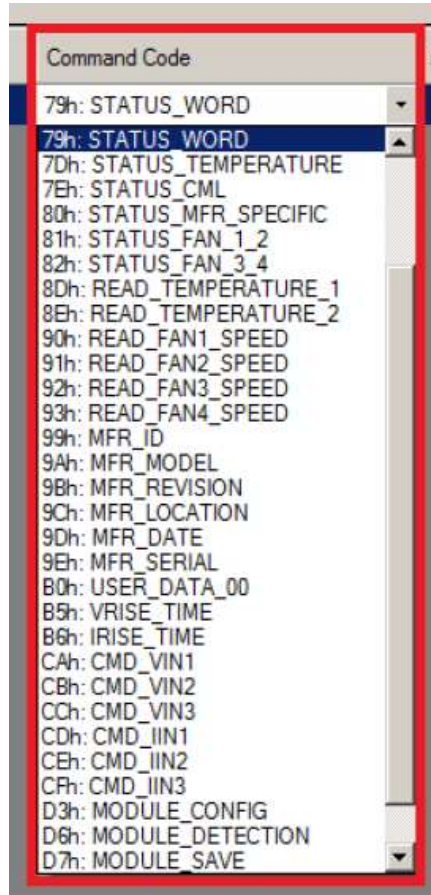 Command Code
79h: STATUS_WORD
79h: STATUS_WORD
7Dh: STATUS_TEMPERATURE
7Eh: STATUS_CML
80h: STATUS_MFR_SPECIFIC
81h: STATUS_FAN_1_2
82h: STATUS_FAN_3_4
8Dh: READ_TEMPERATURE_1
8Eh: READ_TEMPERATURE_2
90h: READ_FAN1_SPEED
91h: READ_FAN2_SPEED
92h: READ_FAN3_SPEED
93h: READ_FAN4_SPEED
99h: MFR_ID
9Ah: MFR_MODEL
9Bh: MFR_REVISION
9Ch: MFR_LOCATION
9Dh: MFR_DATE
9Eh: MFR_SERIAL
B0h: USER_DATA_00
B5h: VRISE_TIME
B6h: IRISE_TIME
CAh: CMD_VIN1
CBh: CMD_VIN2
CCh: CMD_VIN3
CDh: CMD_IIN1
CEh: CMD_IIN2
CFh: CMD_IIN3
D3h: MODULE_CONFIG
D6h: MODULE_DETECTION
D7h: MODULE_SAVE